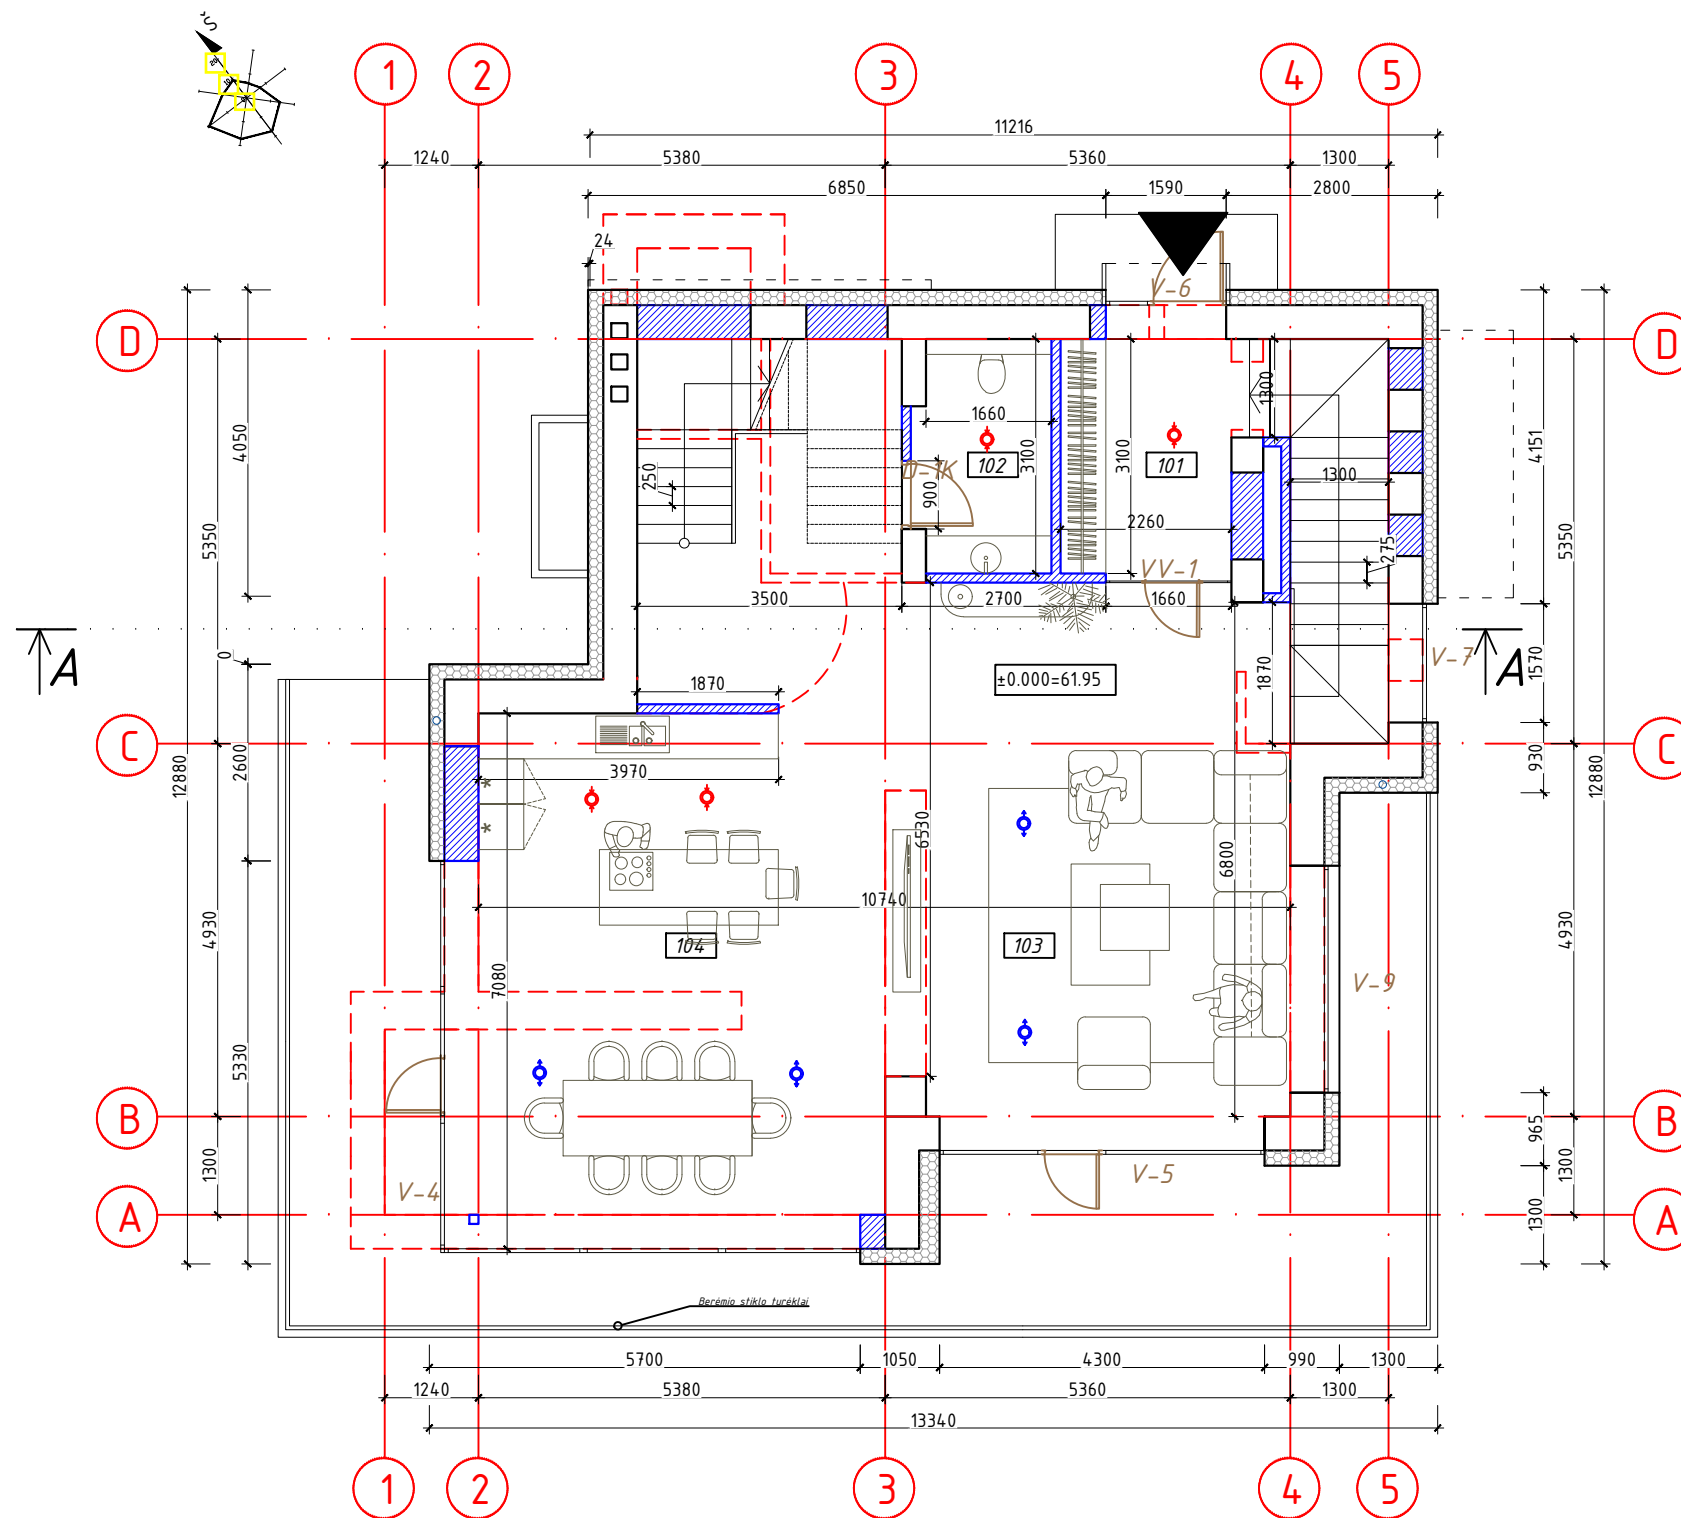 Š
1 2 3 4 5
11216
1240 5380 5360 1300
6850 1590 2800
24
V-6
D D
4050 1300 4151
1660
102 3100 3100 101
D-1K
250 900 1300
2260
5350 275 5350
VV-1
3500 2700 1660
A 0 1870 V-7 A
±0.000=61.95 1570
1870
C C
12880 2600 3970 930 12880
6530 6800
10740
4930 104 103 4930
7080 V-9
5330
B B
965
1300 V-4 V-5 1300
1300
A A
Berėmio stiklo turėklai
5700 1050 4300 990 1300
1240 5380 5360 1300
13340
1 2 3 4 5